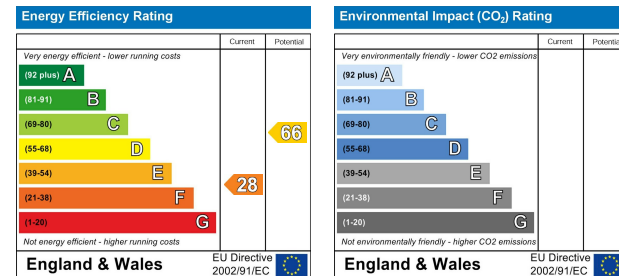 Energy Efficiency Rating
Current Potential
Very energy efficient - lower running costs
(92 plus) A
(81-91) B
(69-80) C
(55-68) D
(39-54) E
(21-38) F
(1-20) G
66
28
Not energy efficient - higher running costs
England & Wales
EU Directive
2002/91/EC
Environmental Impact (CO₂) Rating
Current Potential
Very environmentally friendly - lower CO2 emissions
(92 plus) A
(81-91) B
(69-80) C
(55-68) D
(39-54) E
(21-38) F
(1-20) G
Not environmentally friendly - higher CO2 emissions
England & Wales
EU Directive
2002/91/EC